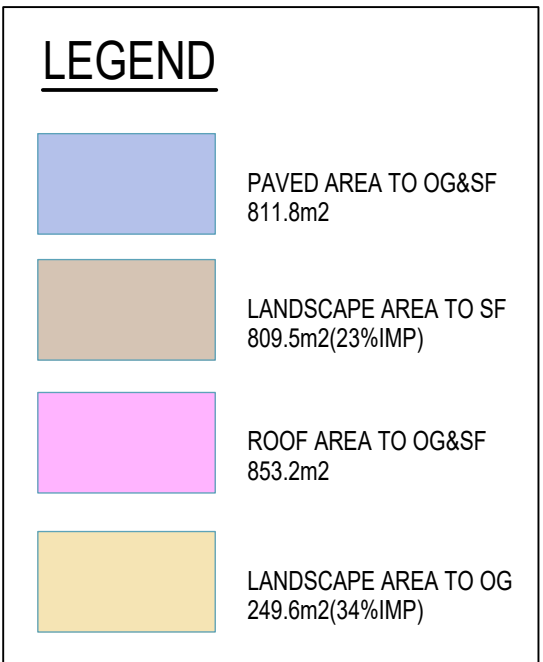 LEGEND
PAVED AREA TO OG&SF
811.8m2
LANDSCAPE AREA TO SF
809.5m2(23%IMP)
ROOF AREA TO OG&SF
853.2m2
LANDSCAPE AREA TO OG
249.6m2(34%IMP)